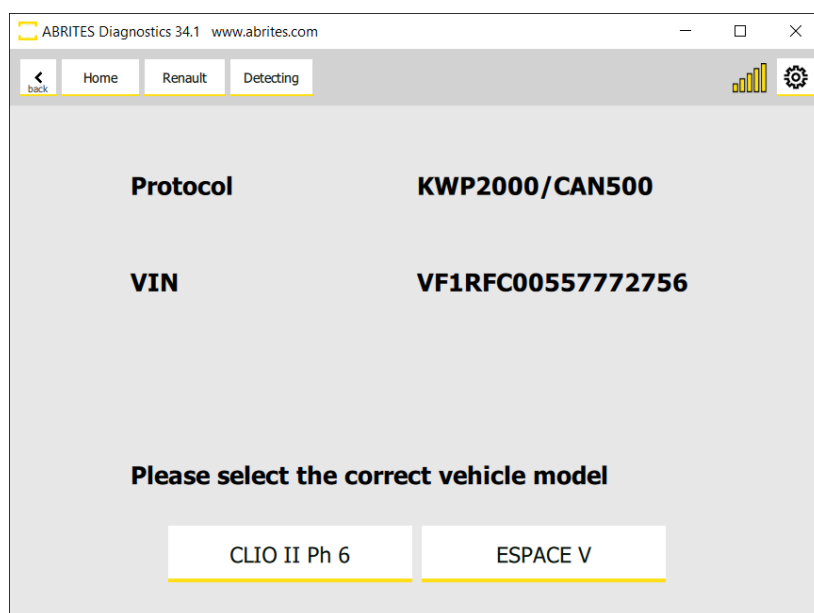 ABRITES Diagnostics 34.1 www.abrites.com
back Home Renault Detecting
Protocol KWP2000/CAN500
VIN VF1RFC00557772756
Please select the correct vehicle model
CLIO II Ph 6 ESPACE V